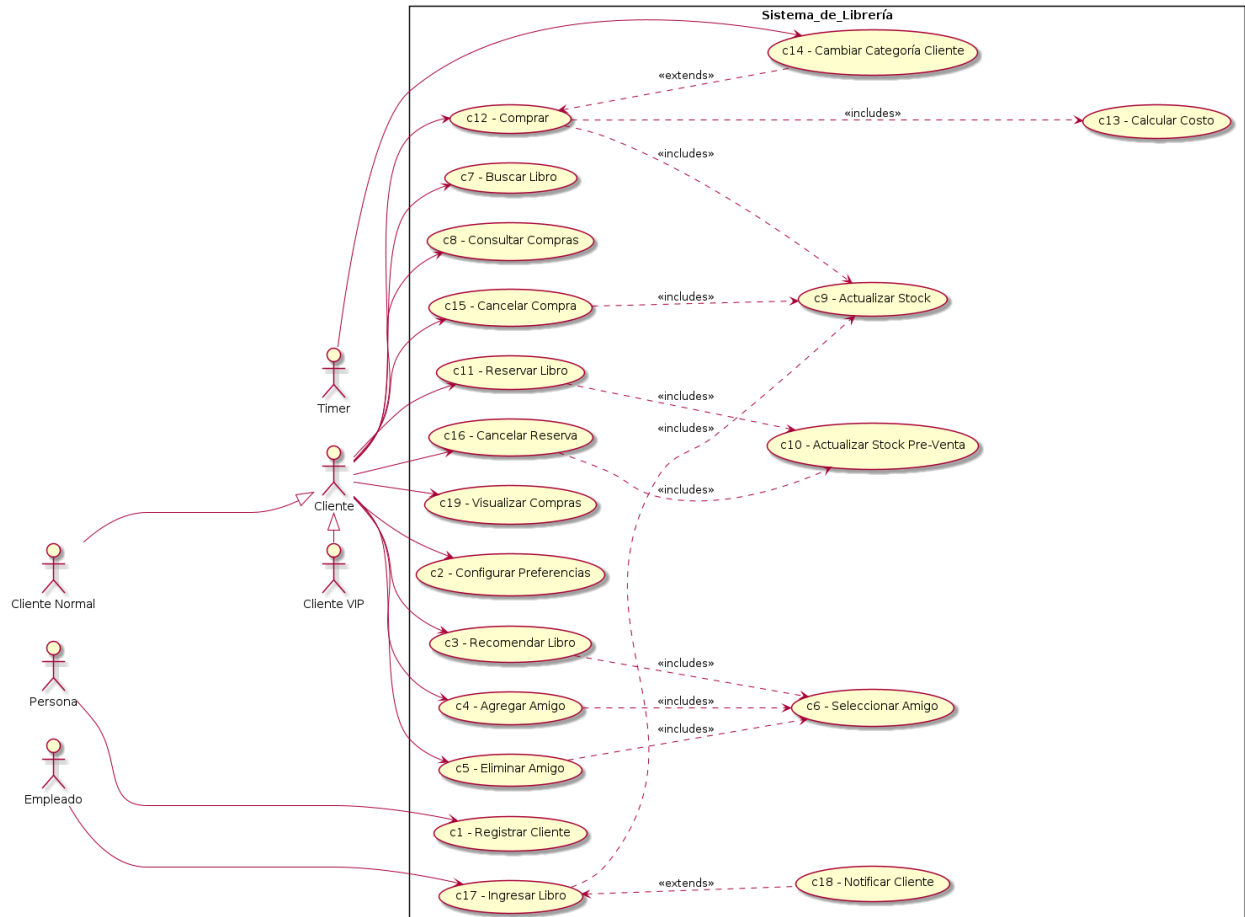 Sistema_de_Librería
c14 - Cambiar Categoría Cliente
«extends»
c12 - Comprar
«includes»
c13 - Calcular Costo
«includes»
c7 - Buscar Libro
c8 - Consultar Compras
c15 - Cancelar Compra
«includes»
c9 - Actualizar Stock
Timer
c11 - Reservar Libro
«includes»
«includes»
c16 - Cancelar Reserva
c10 - Actualizar Stock Pre-Venta
«includes»
Cliente
c19 - Visualizar Compras
c2 - Configurar Preferencias
Cliente Normal
Cliente VIP
c3 - Recomendar Libro
«includes»
Persona
c4 - Agregar Amigo
«includes»
c6 - Seleccionar Amigo
«includes»
c5 - Eliminar Amigo
Empleado
c1 - Registrar Cliente
«extends»
c18 - Notificar Cliente
c17 - Ingresar Libro